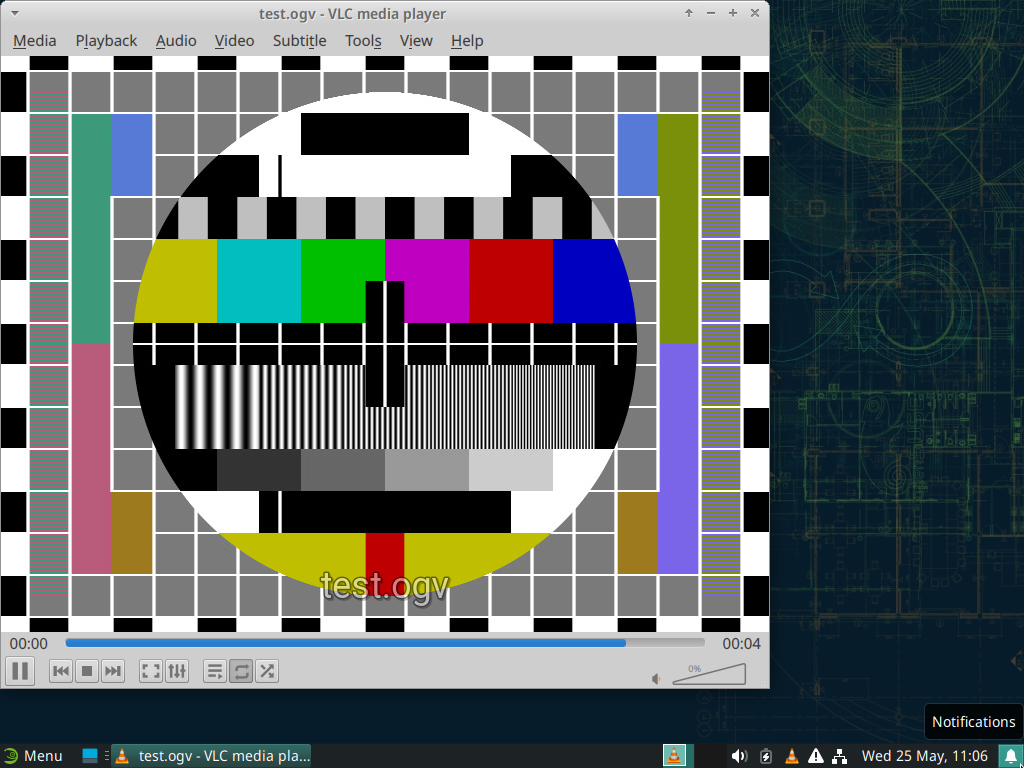 test.ogv - VLC media player
Media Playback Audio Video Subtitle Tools View Help
test.ogv
00:00 00:04
0%
Notifications
Menu test.ogv - VLC media pla... Wed 25 May, 11:06